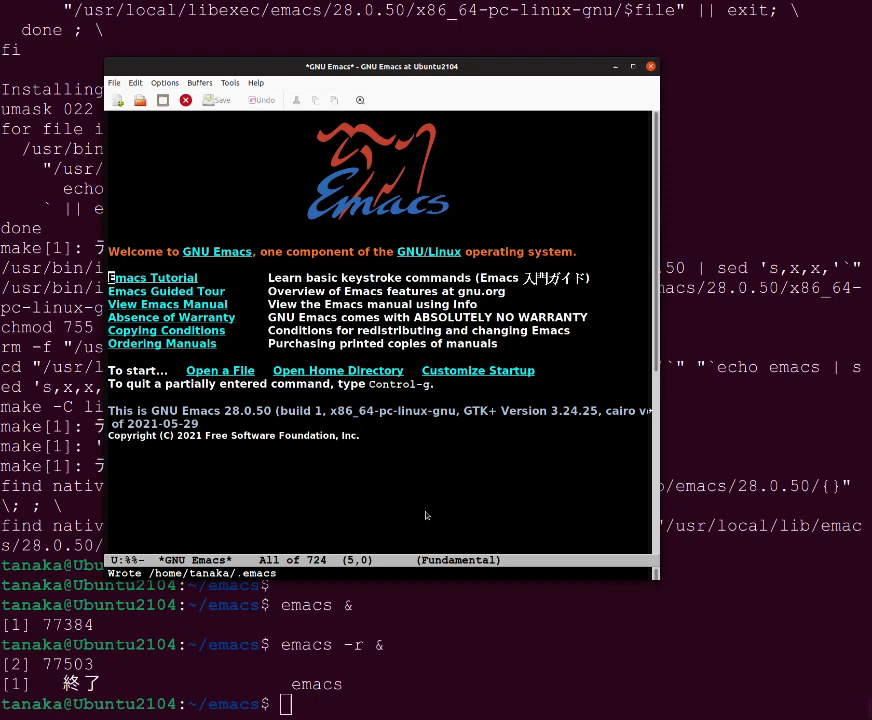 "/usr/local/libexec/emacs/28.0.50/x86_64-pc-linux-gnu/$file" || exit; \
done ; \
fi
*GNU Emacs* - GNU Emacs at Ubuntu2104
File Edit Options Buffers Tools Help
Save Undo
Emacs
Welcome to GNU Emacs, one component of the GNU/Linux operating system.
Emacs Tutorial Learn basic keystroke commands (Emacs 入門ガイド)
Emacs Guided Tour Overview of Emacs features at gnu.org
View Emacs Manual View the Emacs manual using Info
Absence of Warranty GNU Emacs comes with ABSOLUTELY NO WARRANTY
Copying Conditions Conditions for redistributing and changing Emacs
Ordering Manuals Purchasing printed copies of manuals
To start... Open a File Open Home Directory Customize Startup
To quit a partially entered command, type Control-g.
This is GNU Emacs 28.0.50 (build 1, x86_64-pc-linux-gnu, GTK+ Version 3.24.25, cairo
of 2021-05-29
Copyright (C) 2021 Free Software Foundation, Inc.
U:%%- *GNU Emacs* All of 724 (5,0) (Fundamental)
Wrote /home/tanaka/.emacs
Installing
umask 022
for file i
/usr/bin
"/usr/
echo
` || e
done
make[1]:
/usr/bin/i .50 | sed 's,x,x,'`"
/usr/bin/i macs/28.0.50/x86_64-
pc-linux-g
chmod 755
rm -f "/us
cd "/usr/l `" "`echo emacs | s
ed 's,x,x,
make -C li
make[1]:
make[1]:
make[1]:
find nativ /emacs/28.0.50/{}"
\; ; \
find nativ "/usr/local/lib/emac
s/28.0.50/
tanaka@Ub
tanaka@Ubuntu2104:~/emacs$
tanaka@Ubuntu2104:~/emacs$ emacs &
[1] 77384
tanaka@Ubuntu2104:~/emacs$ emacs -r &
[2] 77503
[1] 終了 emacs
tanaka@Ubuntu2104:~/emacs$